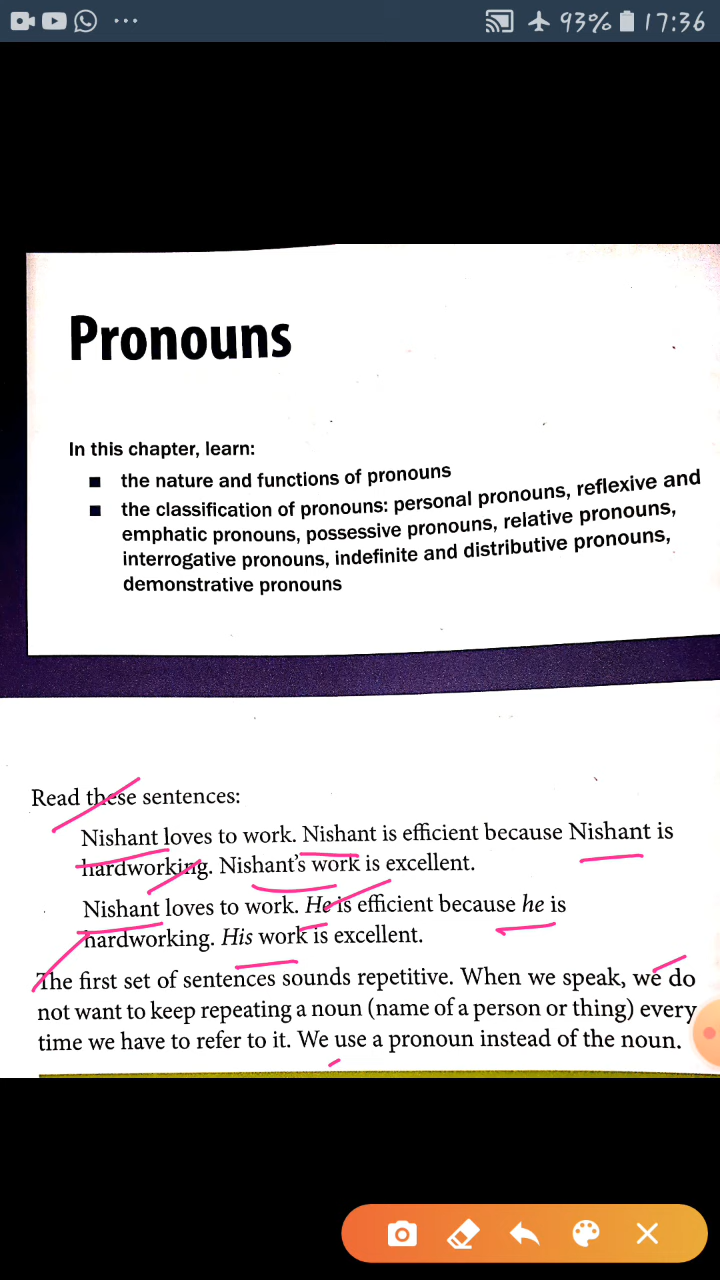 93% 17:36
Pronouns
In this chapter, learn:
■ the nature and functions of pronouns
■ the classification of pronouns: personal pronouns, reflexive and
emphatic pronouns, possessive pronouns, relative pronouns,
interrogative pronouns, indefinite and distributive pronouns,
demonstrative pronouns
Read these sentences:
Nishant loves to work. Nishant is efficient because Nishant is
hardworking. Nishant's work is excellent.
Nishant loves to work. He is efficient because he is
hardworking. His work is excellent.
The first set of sentences sounds repetitive. When we speak, we do
not want to keep repeating a noun (name of a person or thing) every
time we have to refer to it. We use a pronoun instead of the noun.